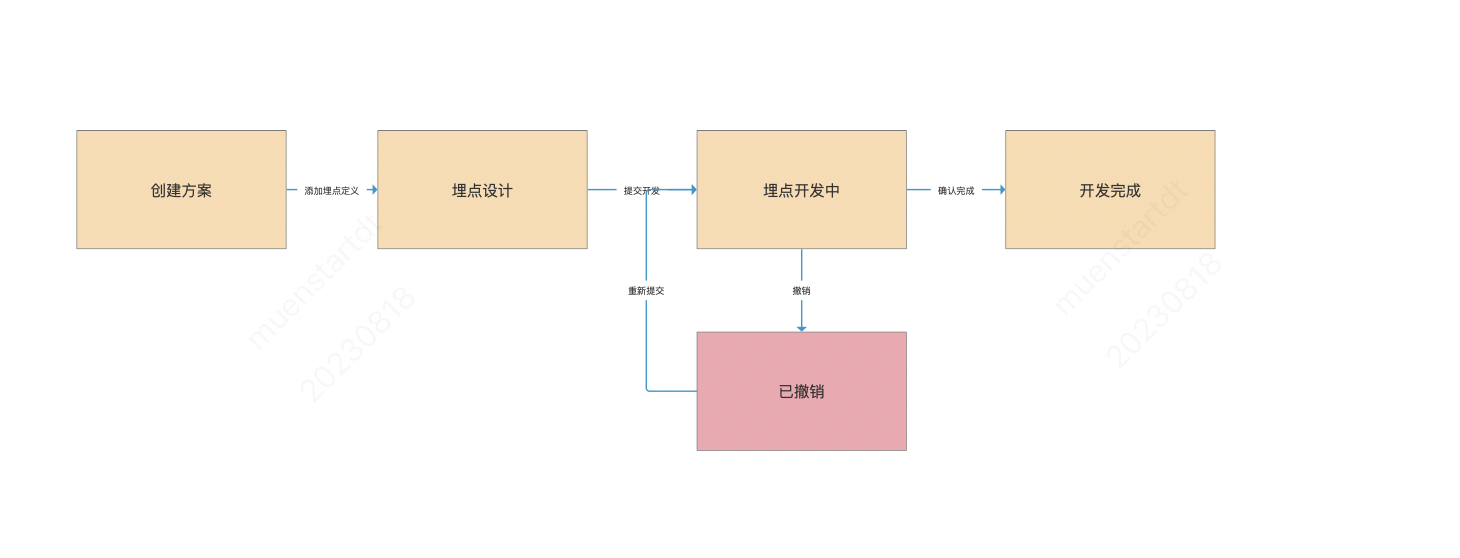 创建方案
添加埋点定义
埋点设计
提交开发
埋点开发中
确认完成
开发完成
重新提交
撤销
已撤销
muenstartdt
20230818
muenstartdt
20230818